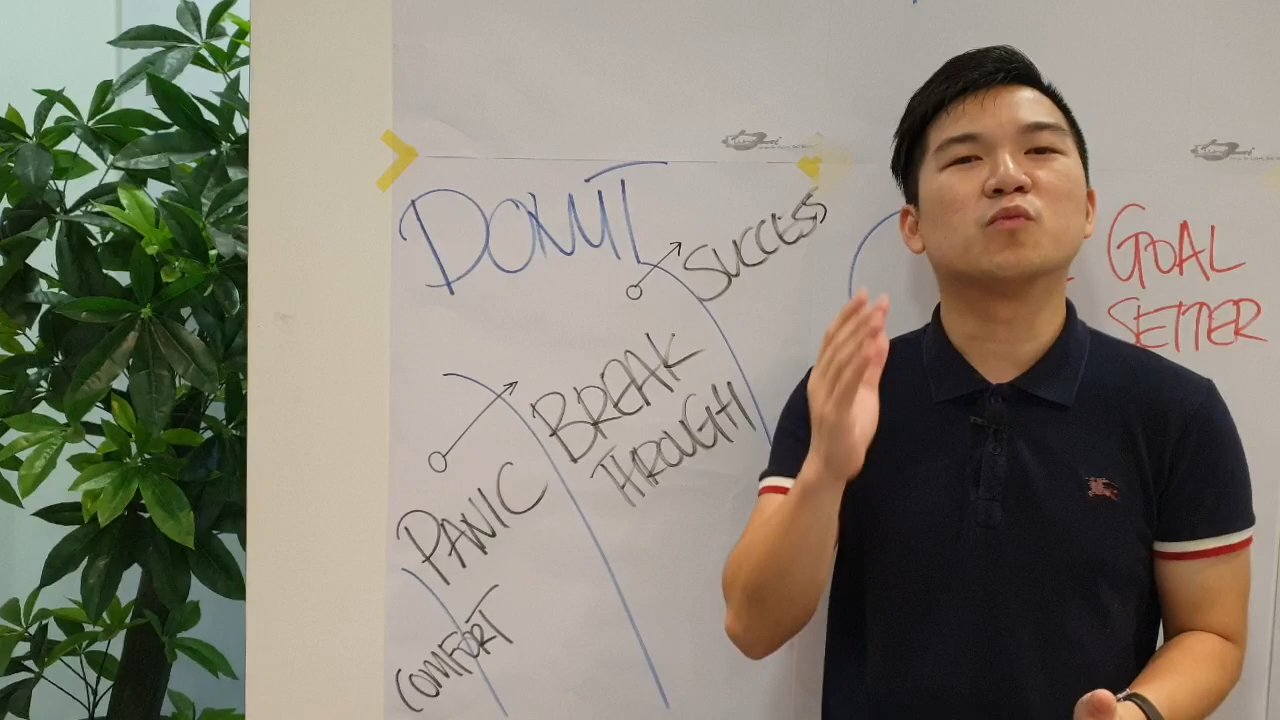 DONUT
SUCCESS
BREAK
THROUGH
PANIC
COMFORT
GOAL
SETTER